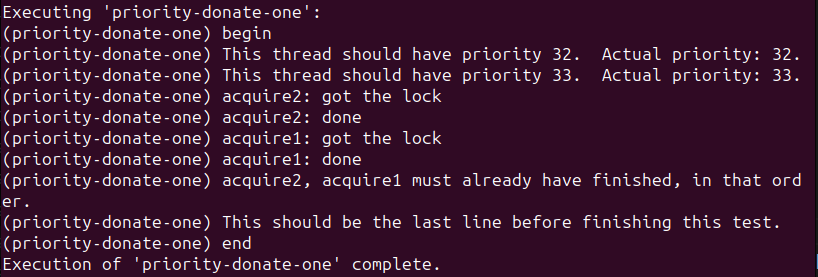 Executing 'priority-donate-one':
(priority-donate-one) begin
(priority-donate-one) This thread should have priority 32.  Actual priority: 32.
(priority-donate-one) This thread should have priority 33.  Actual priority: 33.
(priority-donate-one) acquire2: got the lock
(priority-donate-one) acquire2: done
(priority-donate-one) acquire1: got the lock
(priority-donate-one) acquire1: done
(priority-donate-one) acquire2, acquire1 must already have finished, in that ord
er.
(priority-donate-one) This should be the last line before finishing this test.
(priority-donate-one) end
Execution of 'priority-donate-one' complete.